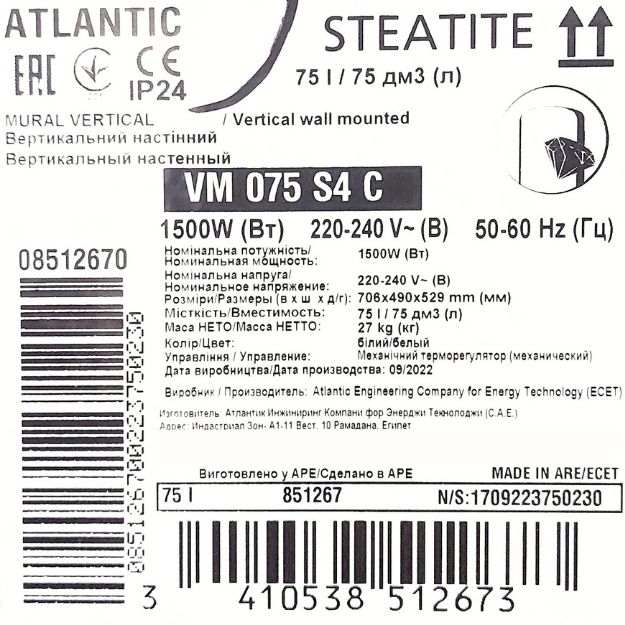 ATLANTIC
STEATITE
75 l / 75 дм3 (л)
EAC CE
IP24
MURAL VERTICAL / Vertical wall mounted
Вертикальний настінний
Вертикальный настенный
VM 075 S4 C
1500W (Вт) 220-240 V~ (В) 50-60 Hz (Гц)
08512670
Номінальна потужність/ 1500W (Вт)
Номинальная мощность:
Номінальна напруга/ 220-240 V~ (В)
Номинальное напряжение:
Розміри/Размеры (в х ш х д/г): 706x490x529 mm (мм)
Місткість/Вместимость: 75 l / 75 дм3 (л)
Маса НЕТО/Масса НЕТТО: 27 kg (кг)
Колір/Цвет: білий/белый
Управління / Управление: Механічний терморегулятор (механический)
Дата виробництва/Дата производства: 09/2022
Виробник / Производитель: Atlantic Engineering Company for Energy Technology (ECET)
Изготовитель: Атлантик Инжиниринг Компани фор Энерджи Текнолоджи (С.А.Е.)
Адрес: Индастриал Зон- А1-11 Вест. 10 Рамадана, Египет
0851267002237502​30
Виготовлено у АРЕ/Сделано в АРЕ MADE IN ARE/ECET
75 l 851267 N/S:1709223750230
3 410538 512673